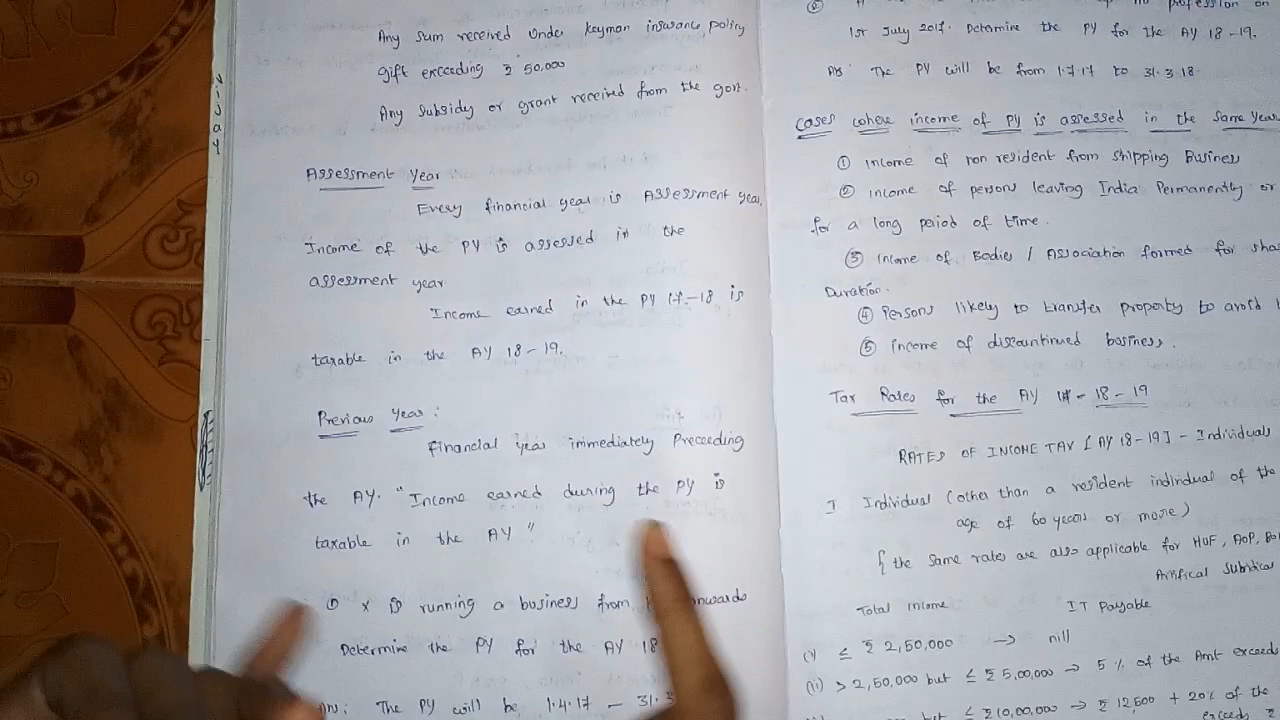 Any sum received under keyman insurance policy
gift exceeding ₹ 50,000
Any subsidy or grant received from the govt.
Vijay
Assessment Year :
Every financial year is Assessment year.
Income of the PY is assessed in the
assessment year
Income earned in the PY 17-18 is
taxable in the AY 18-19.
Previous Year :
Financial year immediately Preceeding
the AY. "Income earned during the PY is
taxable in the AY"
① X is running a business from onwards
Determine the PY for the AY 18
Ans: The PY will be 1.4.17 - 31.3
② profession on
1st July 2017. Determine the PY for the AY 18-19.
Ans The PY will be from 1.7.17 to 31.3.18.
Cases where income of PY is assessed in the same year
① income of non resident from shipping Business
② income of persons leaving India Permanently or
for a long peiod of time.
③ Income of Bodies / Association formed for
Duration.
④ Persons likely to transfer property to avoid
⑤ income of discountinued business.
Tax Rates for the AY - 18-19
RATES OF INCOME TAX [AY 18-19] - Individuals
I Individual (other than a resident individual of the
age of 60 years or more)
{ the same rates are also applicable for HUF, AOP,
Total income IT Payable
(i) ≤ ₹ 2,50,000 → nill
(ii) > 2,50,000 but ≤ ₹ 5,00,000 → 5 % of the Amt exceeds
but ≤ ₹10,00,000 → ₹ 12,500 + 20% of the